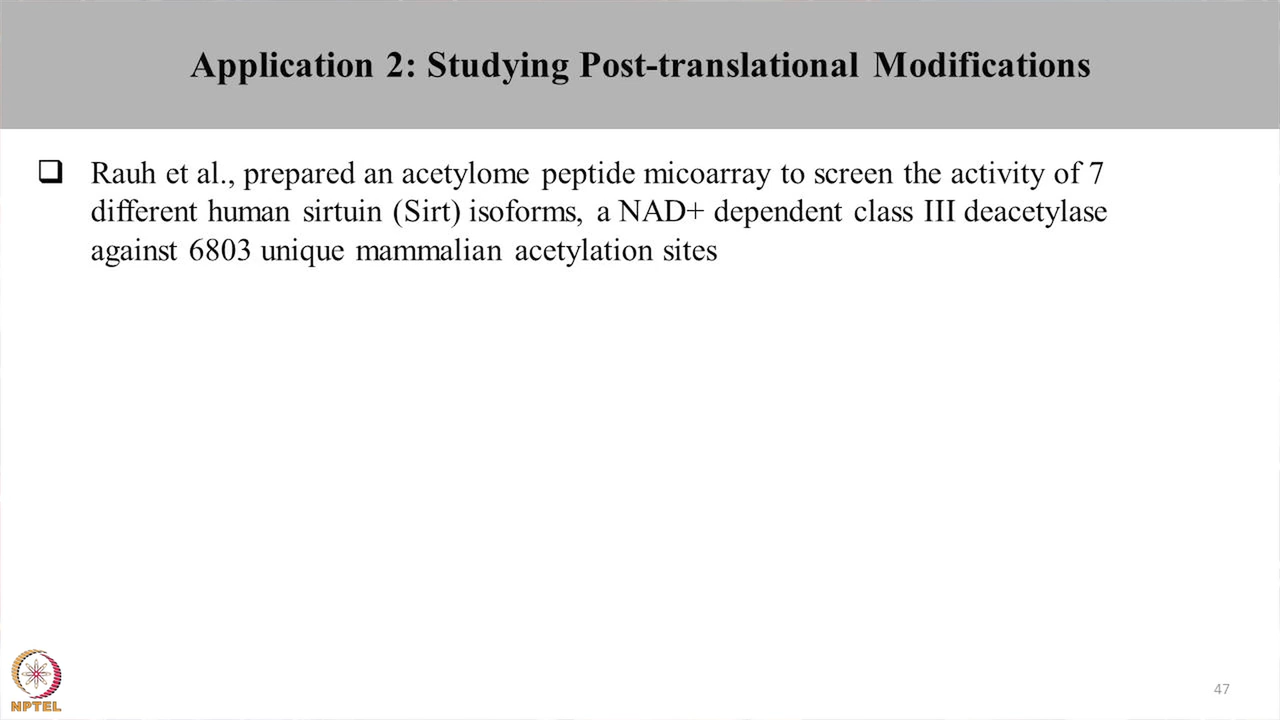 Application 2: Studying Post-translational Modifications
Rauh et al., prepared an acetylome peptide micoarray to screen the activity of 7
different human sirtuin (Sirt) isoforms, a NAD+ dependent class III deacetylase
against 6803 unique mammalian acetylation sites
NPTEL
47